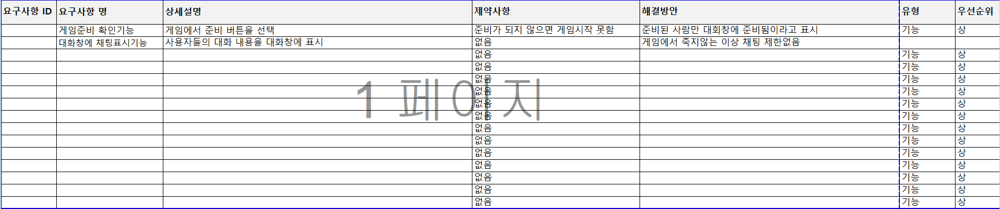 요구사항 ID 요구사항 명 상세설명 제약사항 해결방안 유형 우선순위
게임준비 확인기능 게임에서 준비 버튼을 선택 준비가 되지 않으면 게임시작 못함 준비된 사람만 대회창에 준비됨이라고 표시 기능 상
대화창에 채팅표시기능 사용자들의 대화 내용을 대화창에 표시 없음 게임에서 죽지않는 이상 채팅 제한없음
없음 기능 상
없음 기능 상
없음 기능 상
1 페이지
없음 기능 상
없음 기능 상
없음 기능 상
없음 기능 상
없음 기능 상
없음 기능 상
없음 기능 상
없음 기능 상
없음 기능 상
없음 기능 상